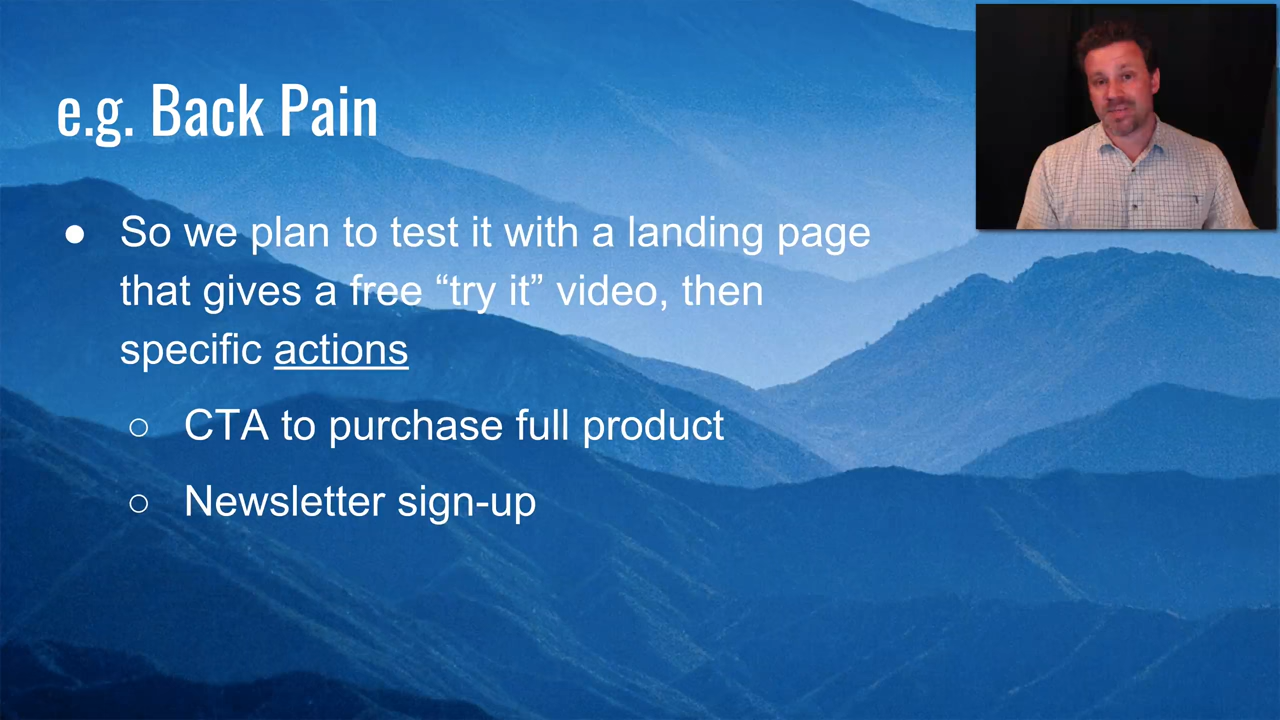 e.g. Back Pain
● So we plan to test it with a landing page
that gives a free “try it” video, then
specific actions
○ CTA to purchase full product
○ Newsletter sign-up